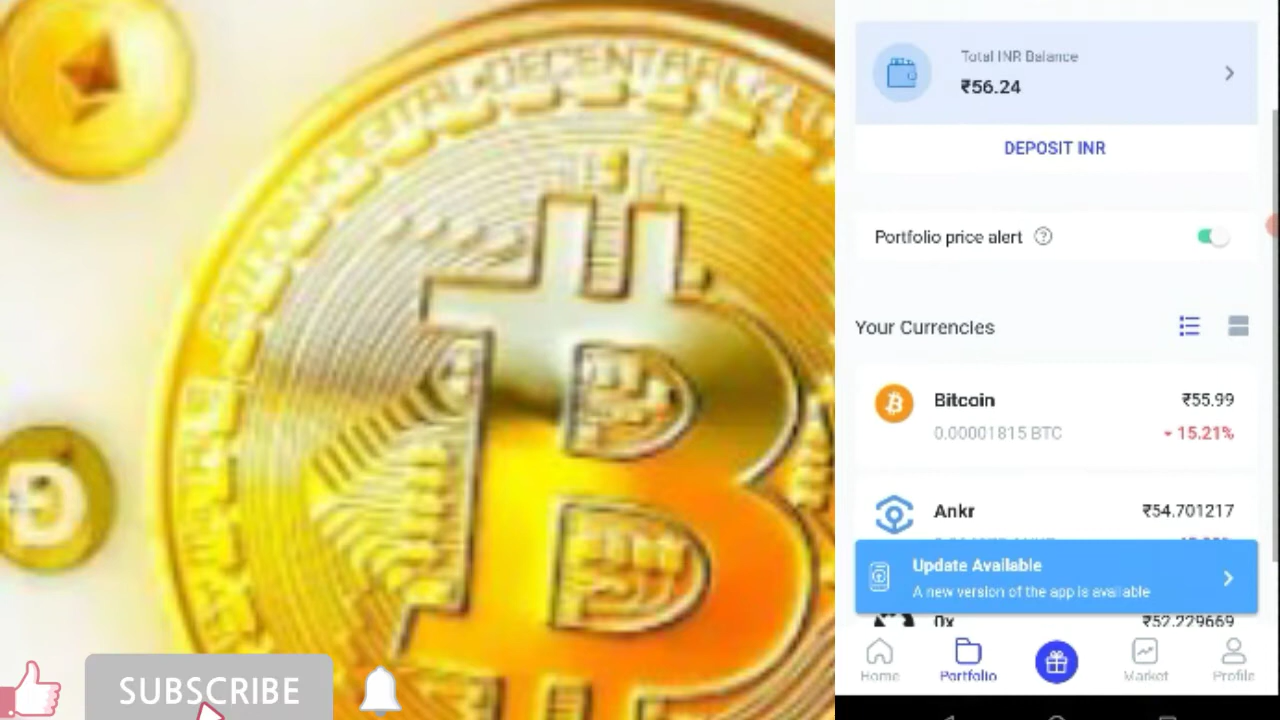 DIGITAL • DECENTRALIZED
SUBSCRIBE
Total INR Balance
₹56.24
DEPOSIT INR
Portfolio price alert
Your Currencies
Bitcoin
₹55.99
0.00001815 BTC
15.21%
Ankr
₹54.701217
Update Available
A new version of the app is available
0x
₹52.229669
Home
Portfolio
Market
Profile